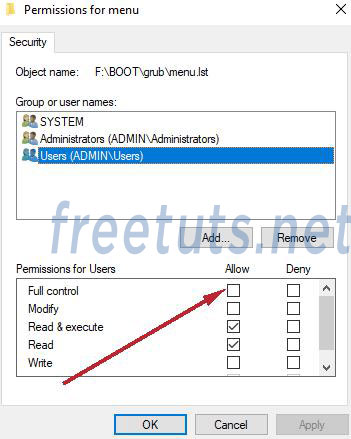 Permissions for menu
Security
Object name: F:\BOOT\grub\menu.lst
Group or user names:
SYSTEM
Administrators (ADMIN\Administrators)
Users (ADMIN\Users)
freetuts.net
Add... Remove
Permissions for Users Allow Deny
Full control
Modify
Read & execute
Read
Write
OK Cancel Apply